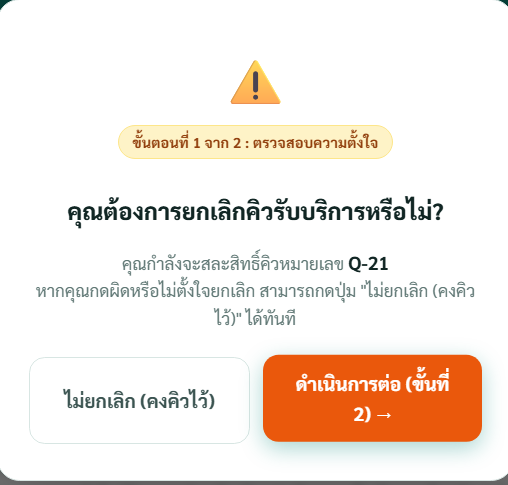 ขั้นตอนที่ 1 จาก 2 : ตรวจสอบความตั้งใจ
คุณต้องการยกเลิกคิวรับบริการหรือไม่?
คุณกำลังจะสละสิทธิ์คิวหมายเลข Q-21
หากคุณกดผิดหรือไม่ตั้งใจยกเลิก สามารถกดปุ่ม "ไม่ยกเลิก (คงคิว
ไว้)" ได้ทันที
ไม่ยกเลิก (คงคิวไว้)
ดำเนินการต่อ (ขั้นที่
2) →